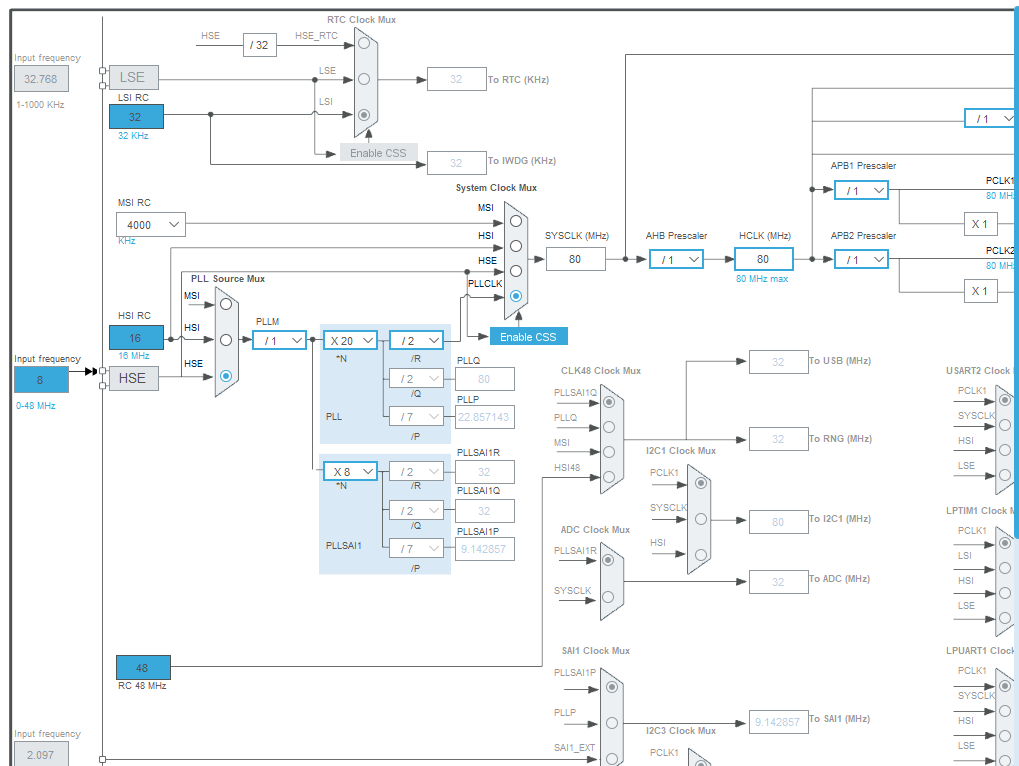 RTC Clock Mux
HSE
/ 32
HSE_RTC
Input frequency
32.768
1-1000 KHz
LSE
LSE
32
To RTC (KHz)
LSI RC
32
32 KHz
LSI
Enable CSS
32
To IWDG (KHz)
/ 1
System Clock Mux
MSI RC
4000
KHz
MSI
HSI
HSE
PLLCLK
SYSCLK (MHz)
80
AHB Prescaler
/ 1
HCLK (MHz)
80
80 MHz max
APB1 Prescaler
/ 1
PCLK1
80 MHz
X 1
APB2 Prescaler
/ 1
PCLK2
80 MHz
X 1
Enable CSS
PLL Source Mux
MSI
HSI
HSE
HSI RC
16
16 MHz
Input frequency
8
0-48 MHz
HSE
PLLM
/ 1
X 20
*N
/ 2
/R
/ 2
/Q
/ 7
/P
PLL
PLLQ
80
PLLP
22.857143
X 8
*N
/ 2
/R
/ 2
/Q
/ 7
/P
PLLSAI1
PLLSAI1R
32
PLLSAI1Q
32
PLLSAI1P
9.142857
CLK48 Clock Mux
PLLSAI1Q
PLLQ
MSI
HSI48
32
To USB (MHz)
32
To RNG (MHz)
I2C1 Clock Mux
PCLK1
SYSCLK
HSI
80
To I2C1 (MHz)
ADC Clock Mux
PLLSAI1R
SYSCLK
32
To ADC (MHz)
48
RC 48 MHz
SAI1 Clock Mux
PLLSAI1P
PLLP
SAI1_EXT
9.142857
To SAI1 (MHz)
I2C3 Clock Mux
PCLK1
USART2 Clock
PCLK1
SYSCLK
HSI
LSE
LPTIM1 Clock M
PCLK1
LSI
HSI
LSE
LPUART1 Clock
PCLK1
SYSCLK
HSI
LSE
Input frequency
2.097